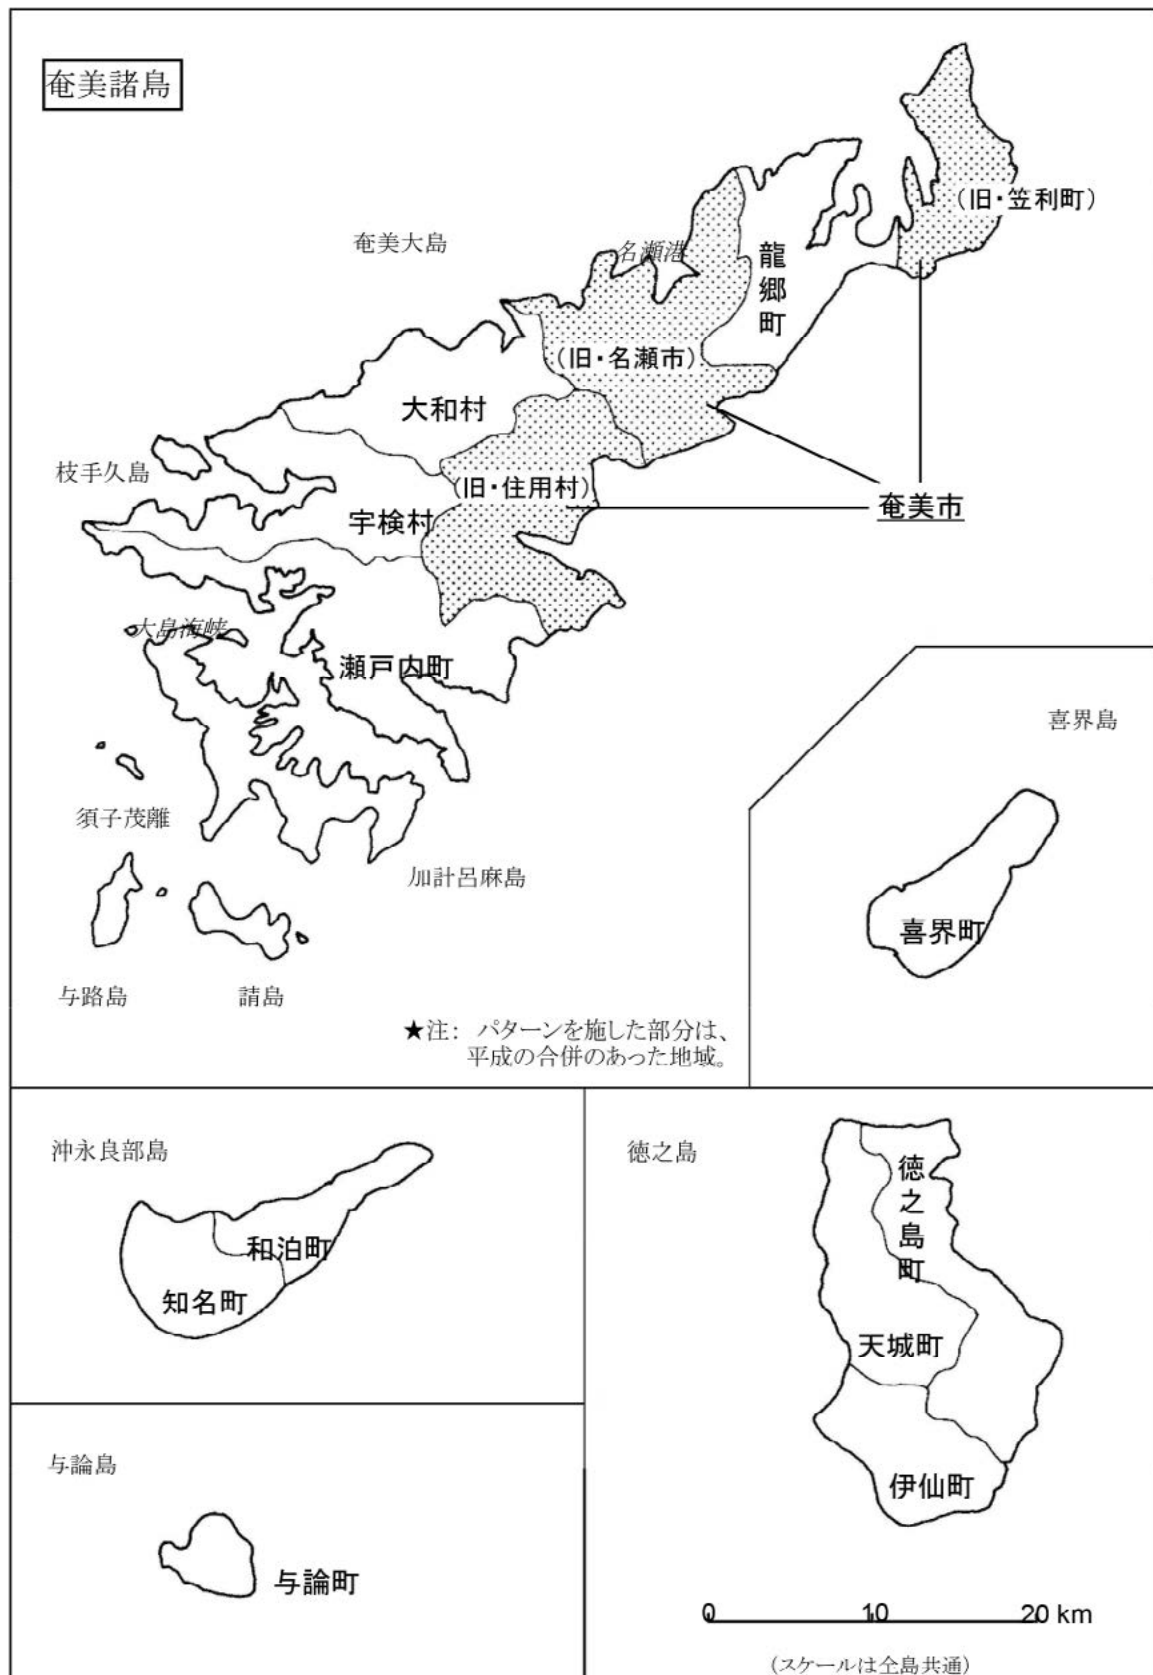 奄美諸島
(旧・笠利町)
奄美大島
名瀬港
龍郷町
(旧・名瀬市)
大和村
枝手久島
(旧・住用村)
奄美市
宇検村
大島海峡
瀬戸内町
喜界島
須子茂離
加計呂麻島
喜界町
与路島
請島
★注： パターンを施した部分は、
平成の合併のあった地域。
沖永良部島
和泊町
知名町
徳之島
徳之島町
天城町
伊仙町
与論島
与論町
0 10 20 km
(スケールは全島共通)